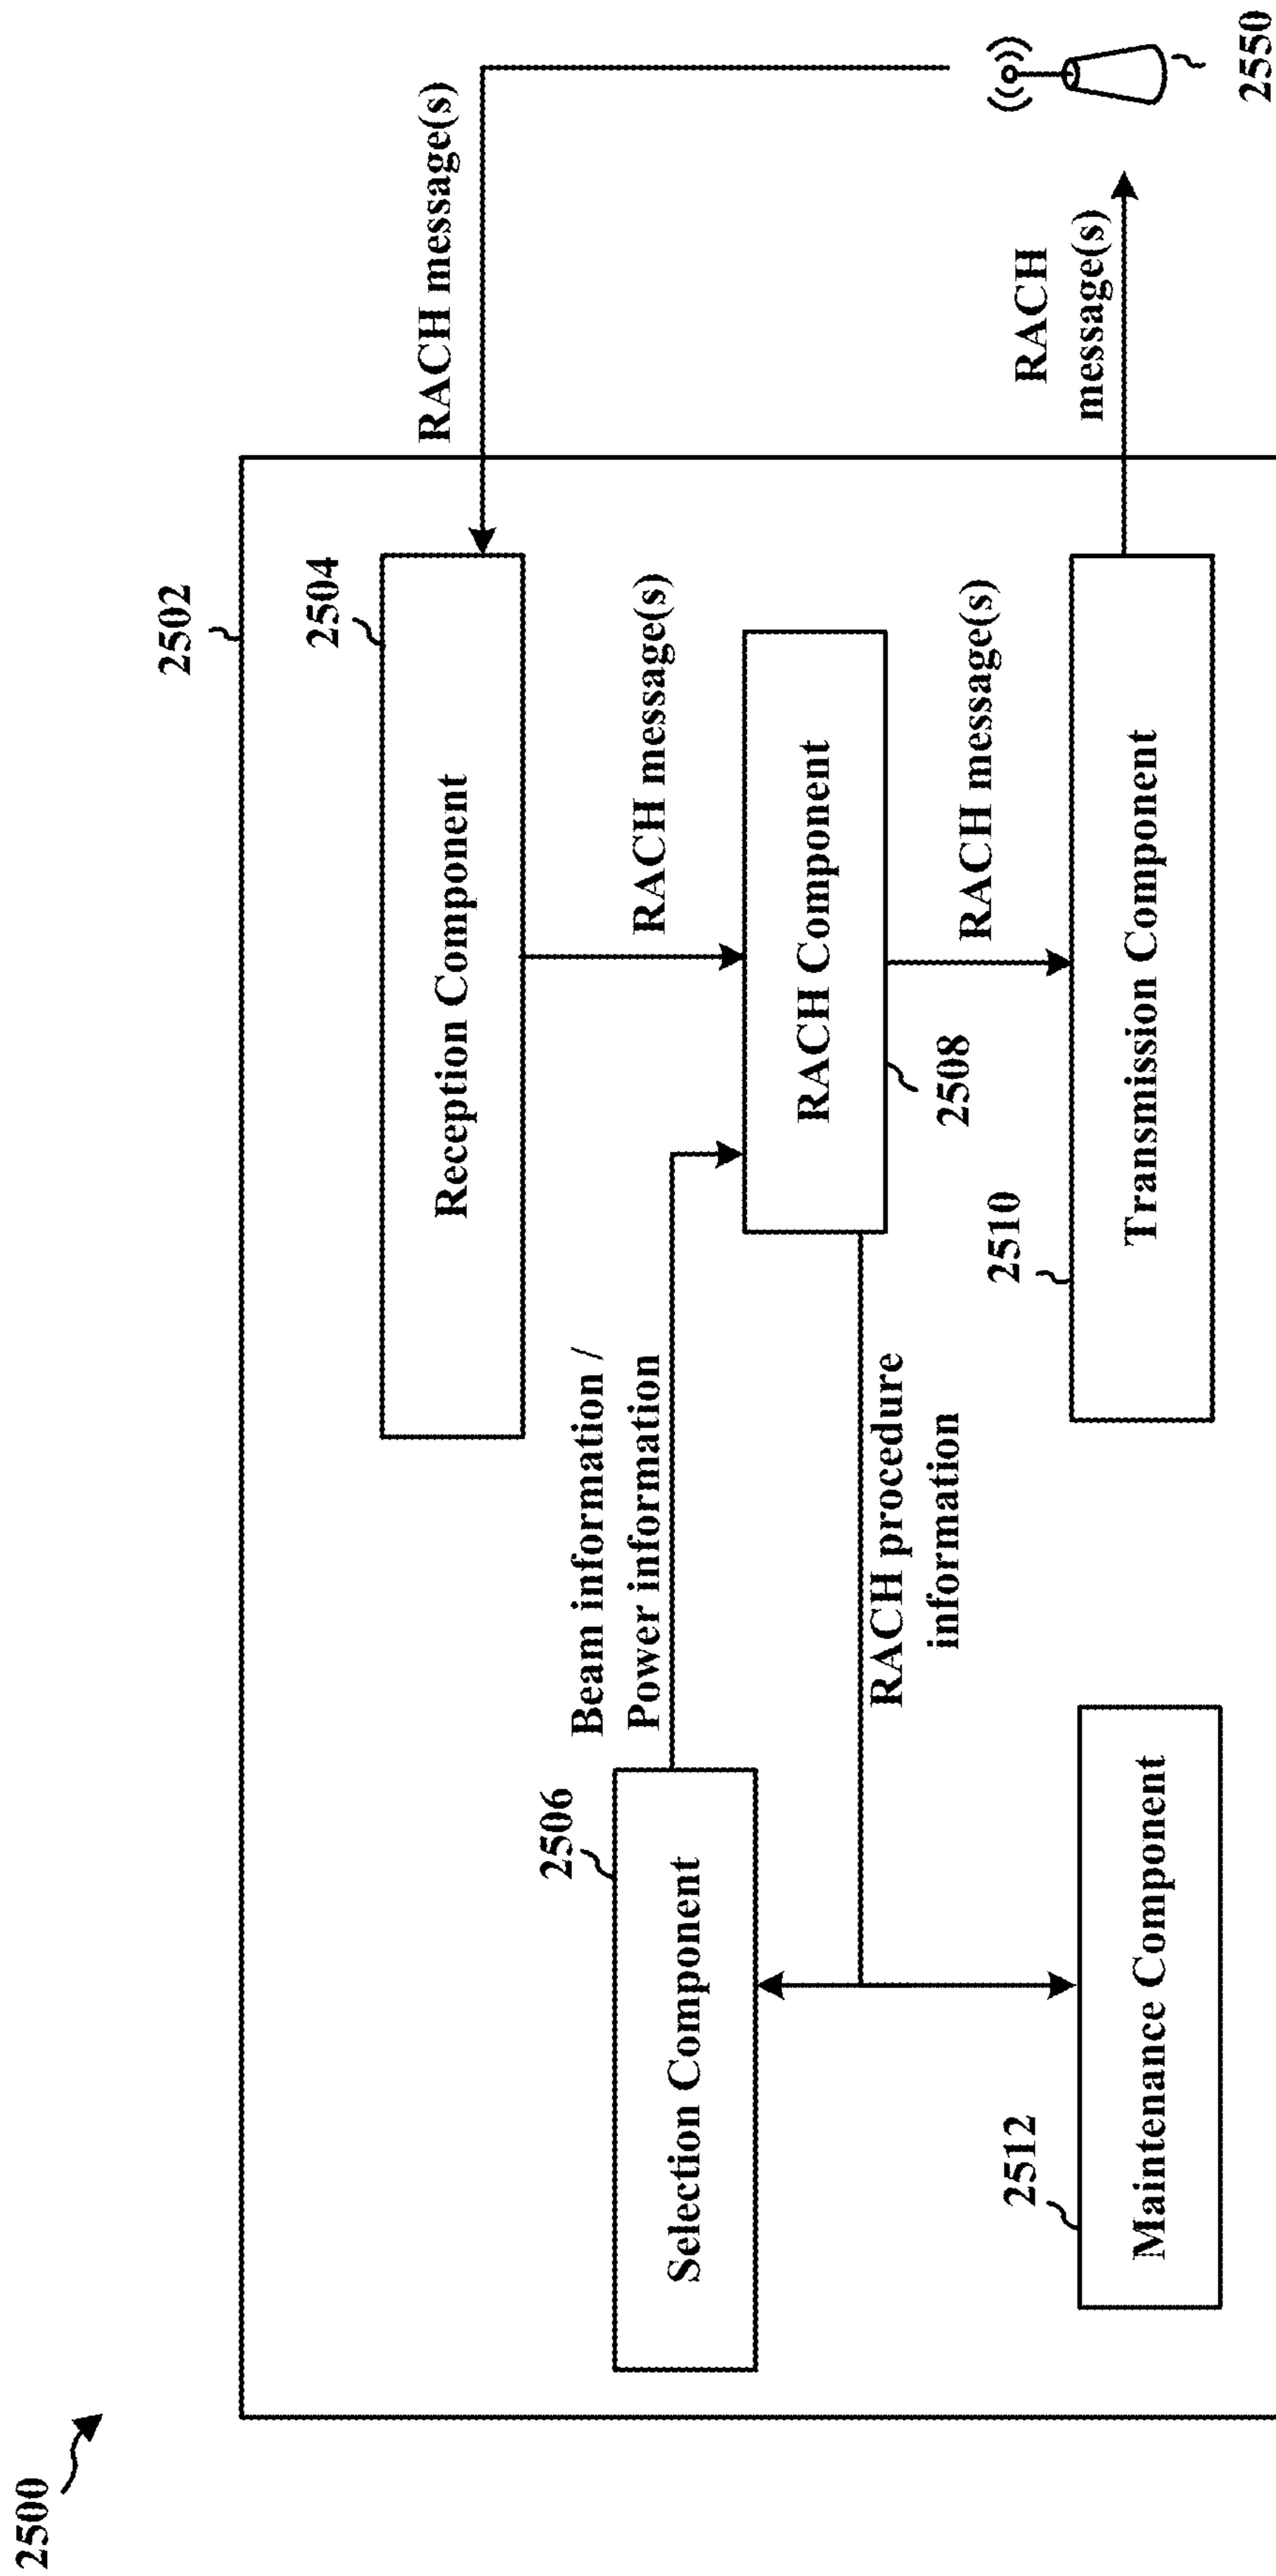 2500
2502
2504
Reception Component
RACH message(s)
RACH message(s)
2506
Selection Component
Beam information /
Power information
RACH Component
2508
RACH procedure
information
RACH message(s)
RACH
message(s)
2550
2512
Maintenance Component
2510
Transmission Component